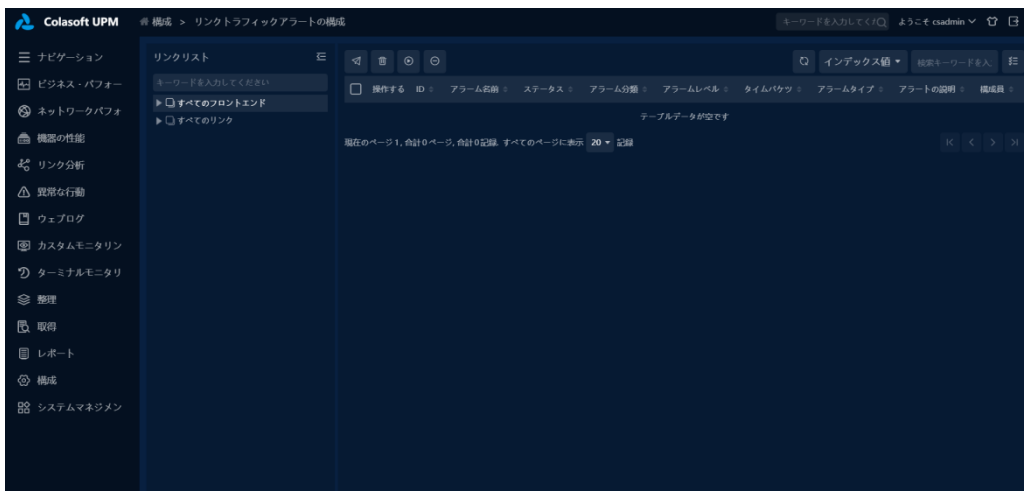 Colasoft UPM
構成 > リンクトラフィックアラートの構成
キーワードを入力してくだ
ようこそ csadmin
ナビゲーション
ビジネス・パフォー
ネットワークパフォ
機器の性能
リンク分析
異常な行動
ウェブログ
カスタムモニタリン
ターミナルモニタリ
整理
取得
レポート
構成
システムマネジメン
リンクリスト
キーワードを入力してください
すべてのフロントエンド
すべてのリンク
インデックス値
検索キーワードを入
操作する ID アラーム名前 ステータス アラーム分類 アラームレベル タイムバケツ アラームタイプ アラートの説明 構成員
テーブルデータが空です
現在のページ 1, 合計0ページ, 合計0記録. すべてのページに表示 20 記録